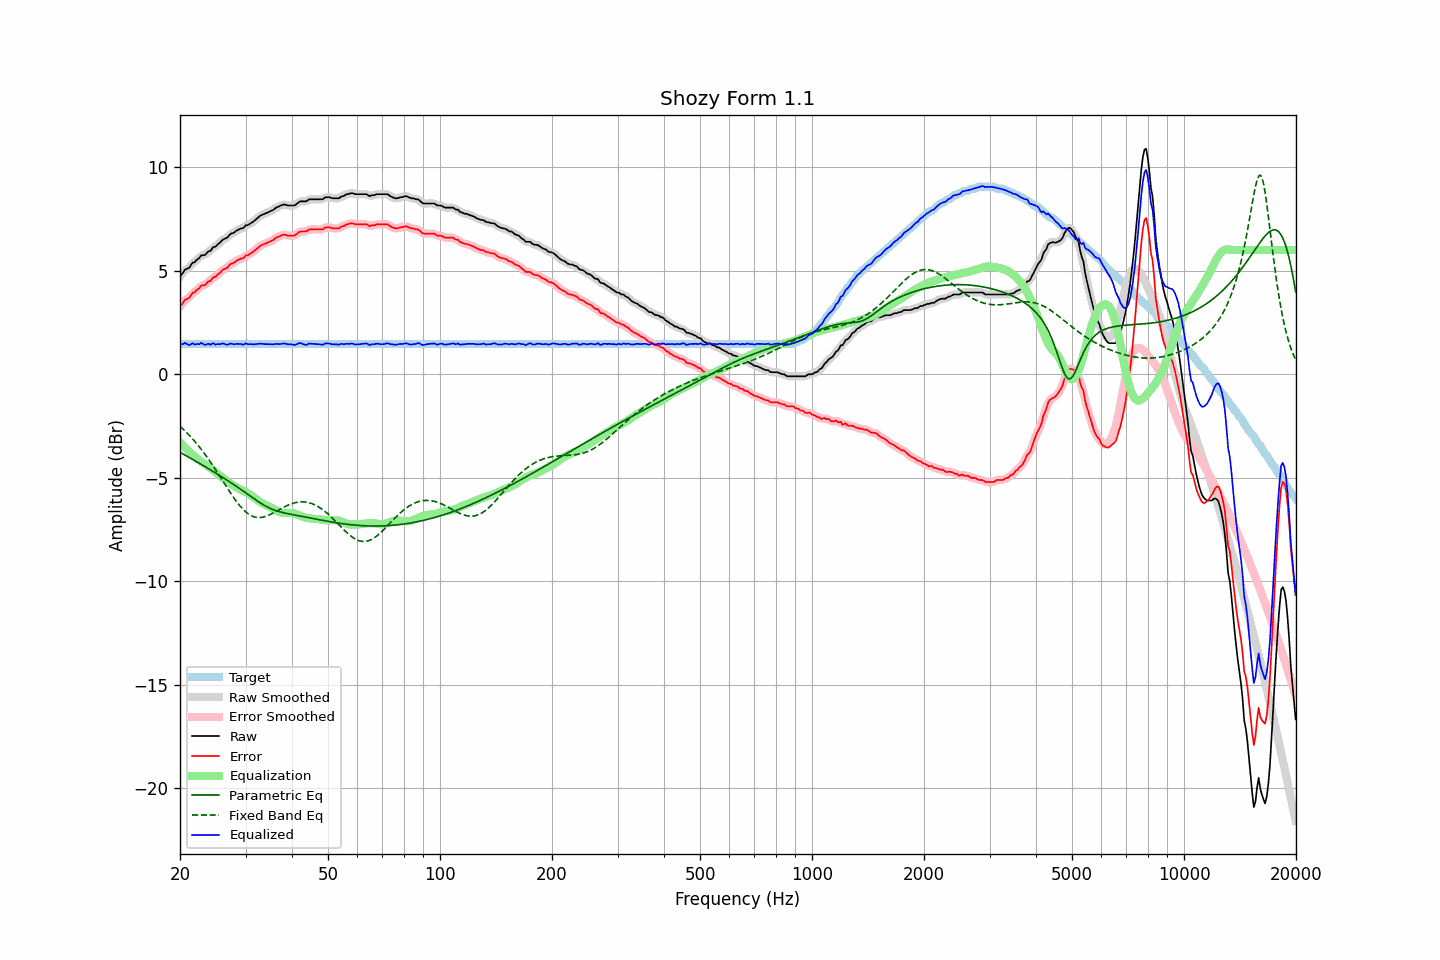 Shozy Form 1.1
Amplitude (dBr)
10
5
0
−5
−10
−15
−20
Target
Raw Smoothed
Error Smoothed
Raw
Error
Equalization
Parametric Eq
Fixed Band Eq
Equalized
20 50 100 200 500 1000 2000 5000 10000 20000
Frequency (Hz)